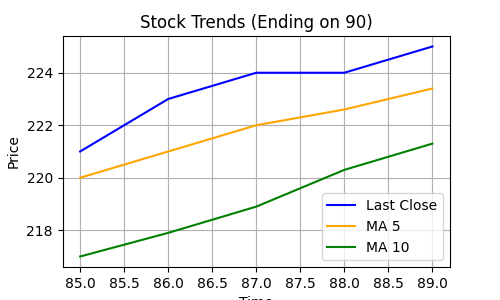 Stock Trends (Ending on 90)
Price
224
222
220
218
Last Close
MA 5
MA 10
85.0 85.5 86.0 86.5 87.0 87.5 88.0 88.5 89.0
Time